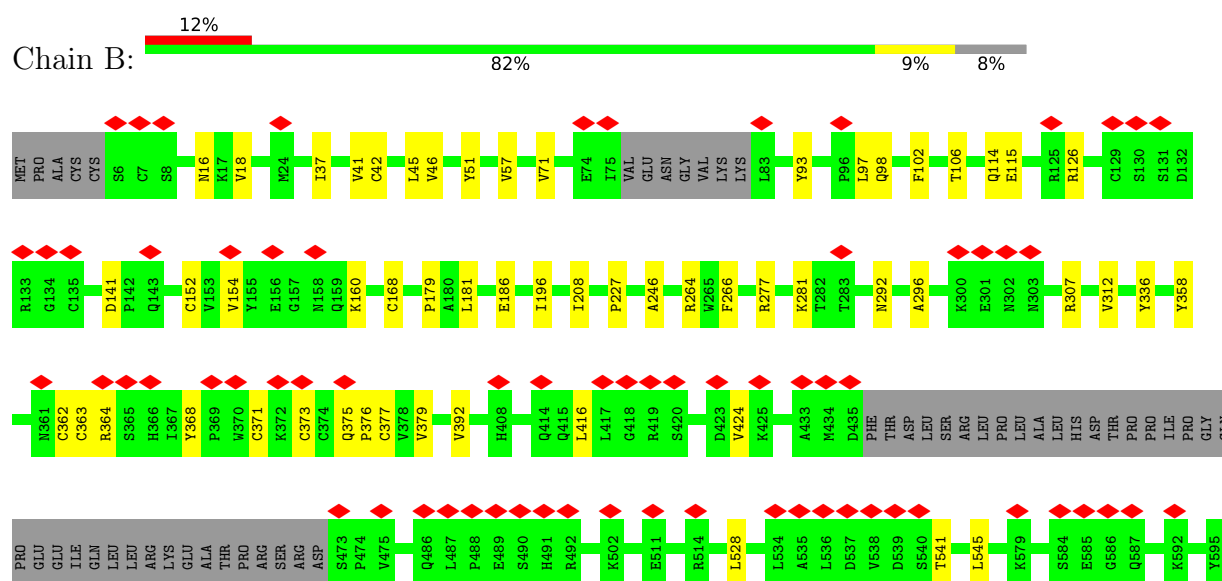 12%
Chain B:
82% 9% 8%
MET PRO ALA CYS CYS S6 C7 S8 N16 K17 V18 M24 I37 V41 C42 L45 V46 Y51 V57 V71 E74 I75 VAL GLU ASN GLY VAL LYS LYS L83 Y93 P96 L97 Q98 F102 T106 Q114 E115 R125 R126 C129 S130 S131 D132
R133 G134 C135 D141 P142 Q143 C152 V153 V154 Y155 E156 G157 N158 Q159 K160 C168 P179 A180 L181 E186 I196 I208 P227 A246 R264 W265 F266 R277 K281 T282 T283 N292 A296 K300 E301 N302 N303 R307 V312 Y336 Y358
N361 C362 C363 R364 S365 H366 I367 Y368 P369 W370 C371 K372 C373 C374 Q375 P376 C377 V378 V379 V392 H408 Q414 Q415 L416 L417 G418 R419 S420 D423 V424 K425 A433 M434 D435 PHE THR ASP LEU SER ARG LEU PRO LEU ALA LEU HIS ASP THR PRO PRO ILE PRO GLY
PRO GLU GLU ILE GLN LEU LEU ARG LYS GLU ALA THR PRO ARG SER ARG ASP S473 P474 V475 Q486 L487 P488 E489 S490 H491 R492 K502 E511 R514 L528 L534 A535 L536 D537 V538 D539 S540 T541 L545 K579 S584 E585 G586 Q587 K592 Y595